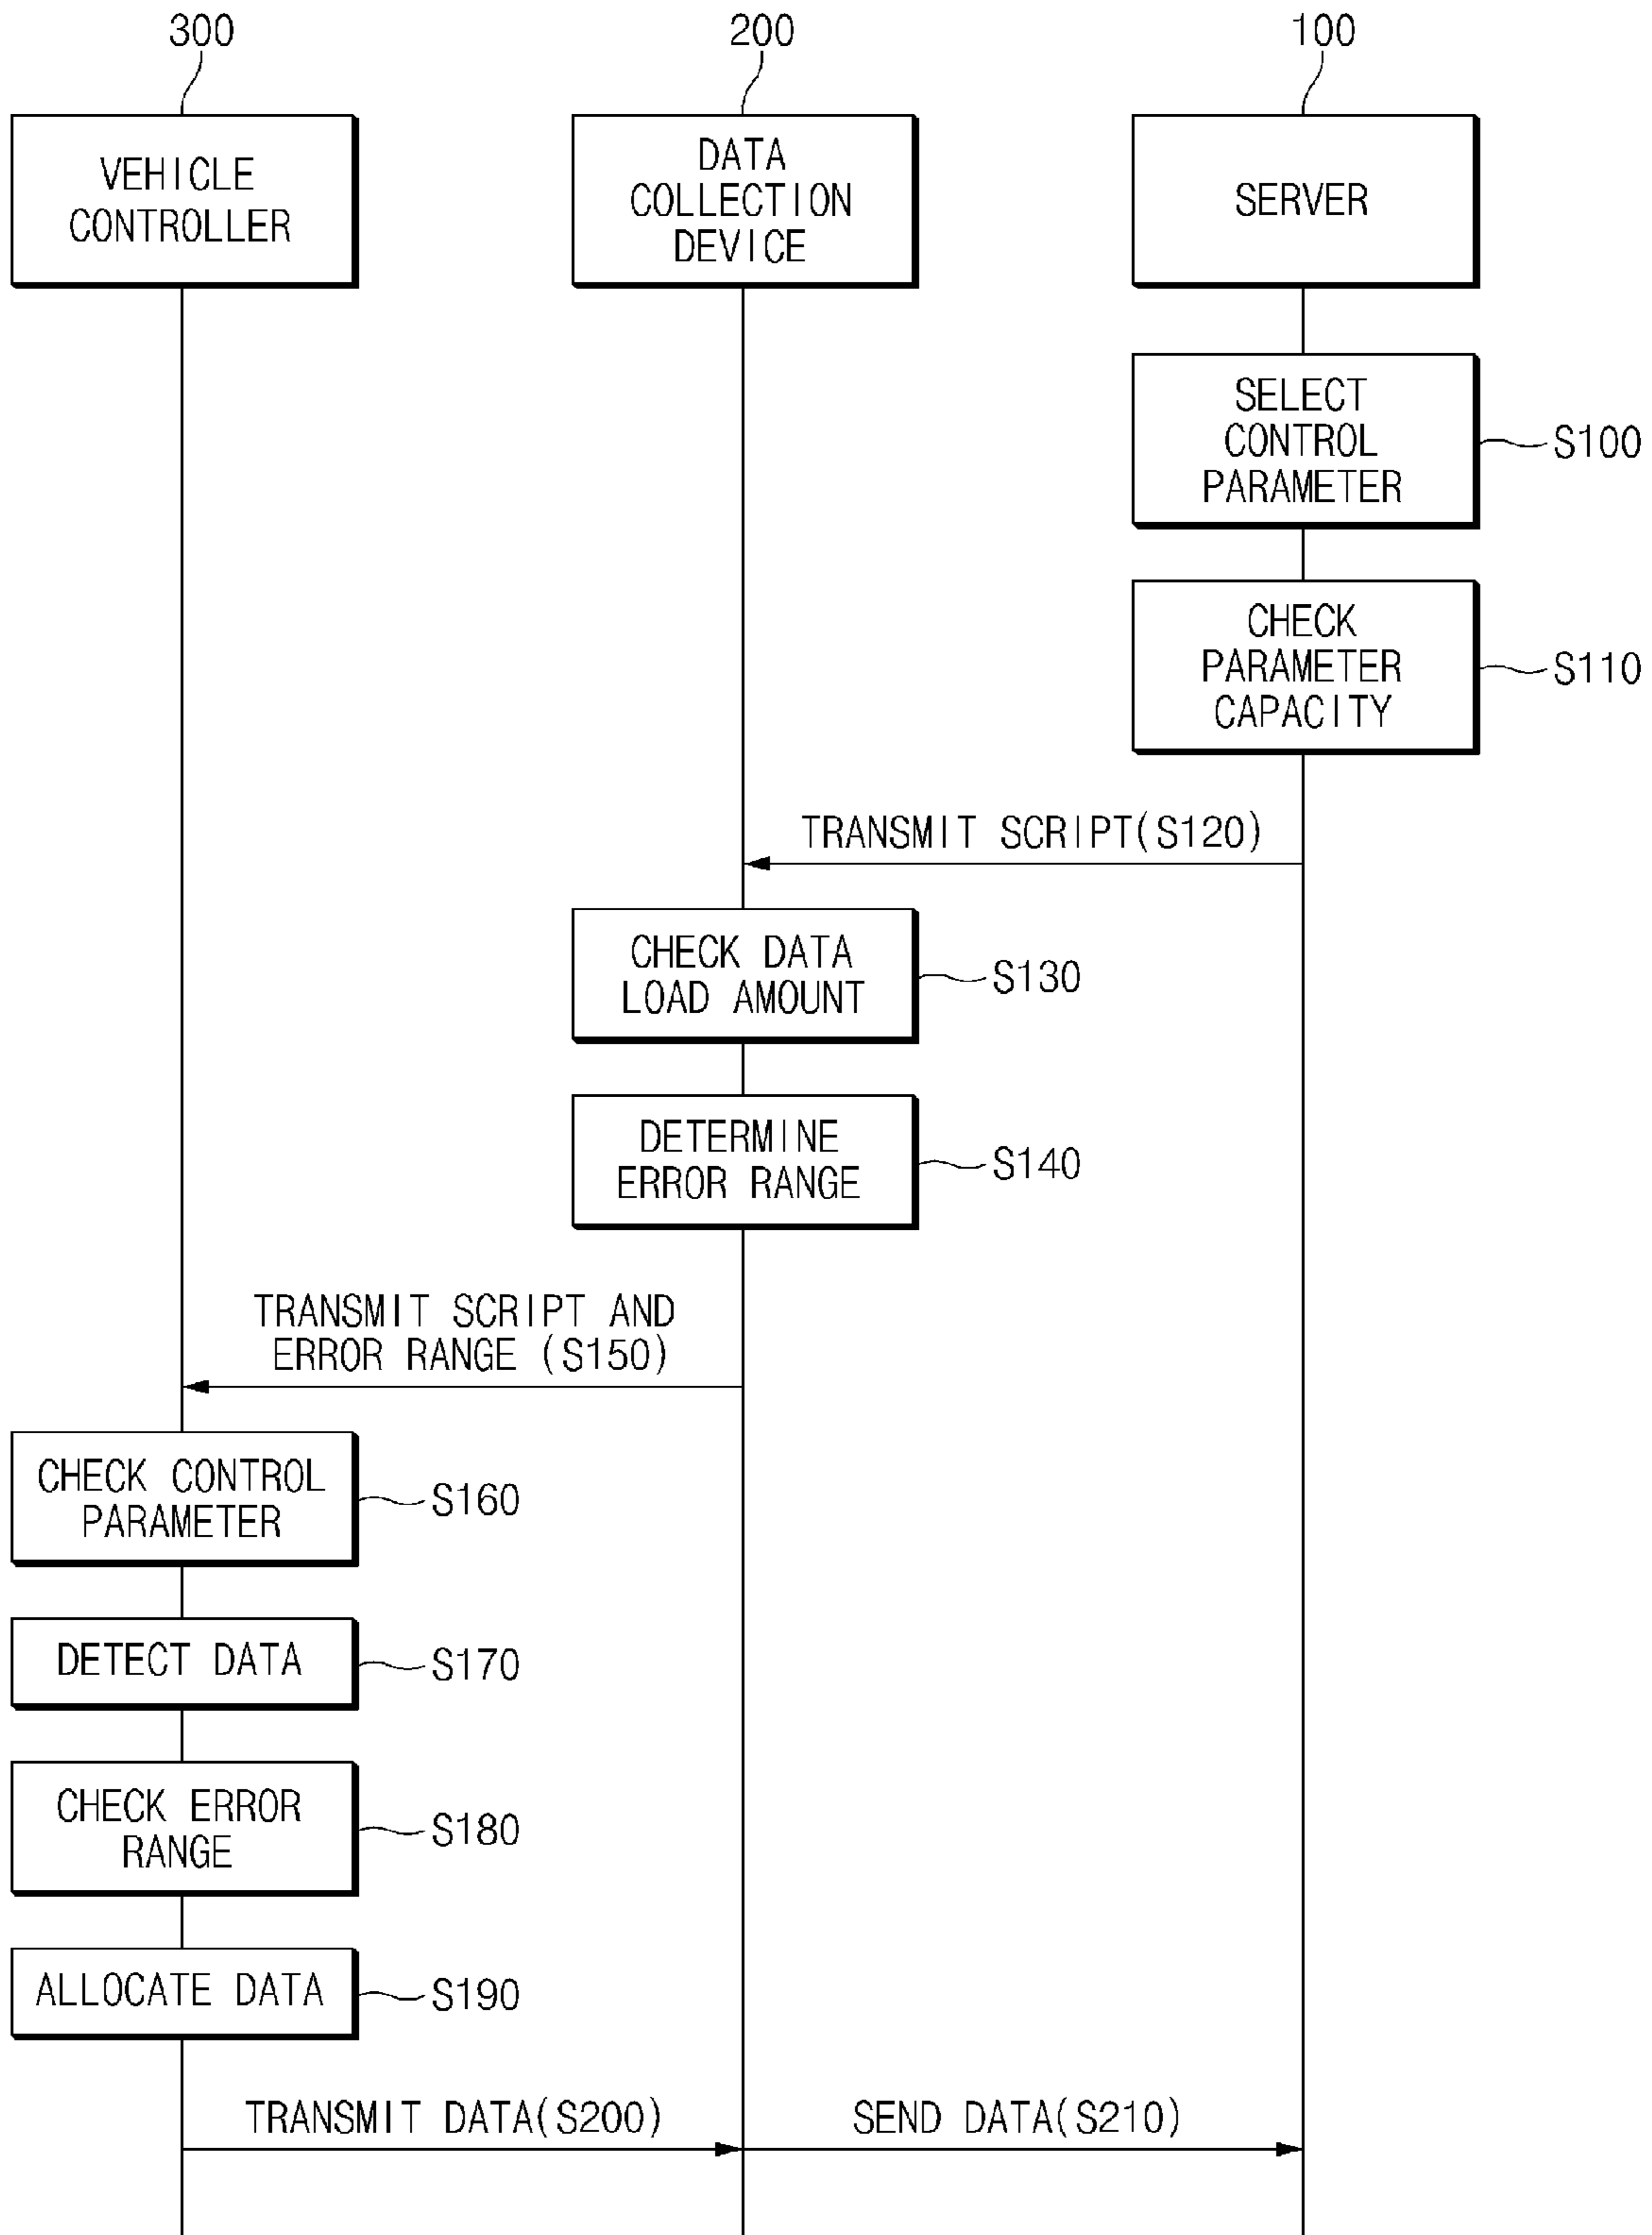 300
200
100
VEHICLE
CONTROLLER
DATA
COLLECTION
DEVICE
SERVER
SELECT
CONTROL
PARAMETER
S100
CHECK
PARAMETER
CAPACITY
S110
TRANSMIT SCRIPT(S120)
CHECK DATA
LOAD AMOUNT
S130
DETERMINE
ERROR RANGE
S140
TRANSMIT SCRIPT AND
ERROR RANGE (S150)
CHECK CONTROL
PARAMETER
S160
DETECT DATA
S170
CHECK ERROR
RANGE
S180
ALLOCATE DATA
S190
TRANSMIT DATA(S200)
SEND DATA(S210)